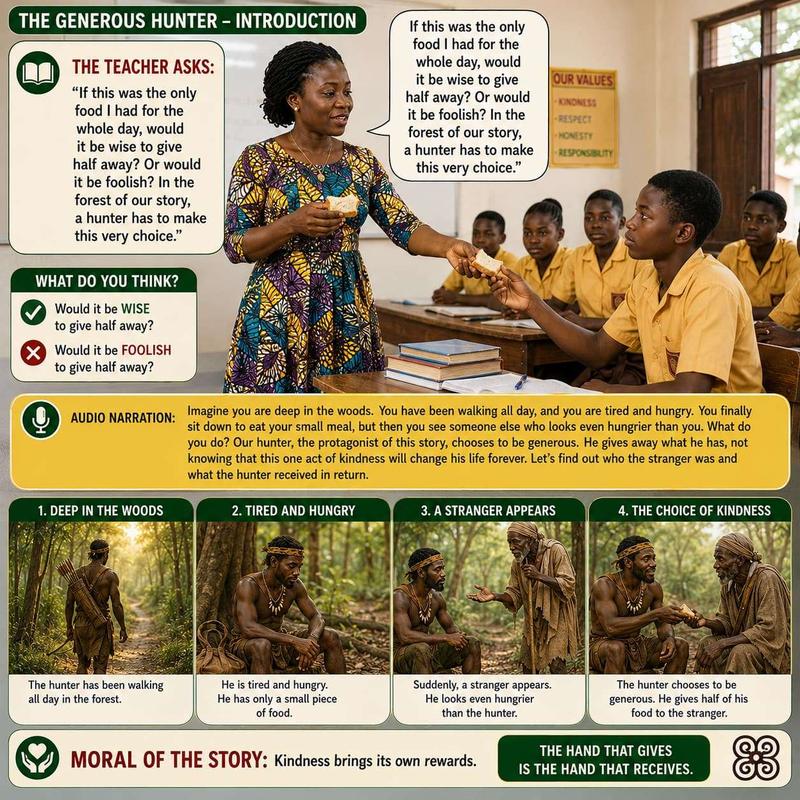 THE GENEROUS HUNTER – INTRODUCTION
THE TEACHER ASKS:
“If this was the only
food I had for the
whole day, would
it be wise to give
half away? Or would
it be foolish? In the
forest of our story,
a hunter has to make
this very choice.”
If this was the only
food I had for the
whole day, would
it be wise to give
half away? Or would
it be foolish? In the
forest of our story,
a hunter has to make
this very choice.”
OUR VALUES
• KINDNESS
• RESPECT
• HONESTY
• RESPONSIBILITY
WHAT DO YOU THINK?
Would it be WISE
to give half away?
Would it be FOOLISH
to give half away?
AUDIO NARRATION:
Imagine you are deep in the woods. You have been walking all day, and you are tired and hungry. You finally
sit down to eat your small meal, but then you see someone else who looks even hungrier than you. What do
you do? Our hunter, the protagonist of this story, chooses to be generous. He gives away what he has, not
knowing that this one act of kindness will change his life forever. Let’s find out who the stranger was and
what the hunter received in return.
1. DEEP IN THE WOODS
The hunter has been walking
all day in the forest.
2. TIRED AND HUNGRY
He is tired and hungry.
He has only a small piece
of food.
3. A STRANGER APPEARS
Suddenly, a stranger appears.
He looks even hungrier
than the hunter.
4. THE CHOICE OF KINDNESS
The hunter chooses to be
generous. He gives half of his
food to the stranger.
MORAL OF THE STORY: Kindness brings its own rewards.
THE HAND THAT GIVES
IS THE HAND THAT RECEIVES.